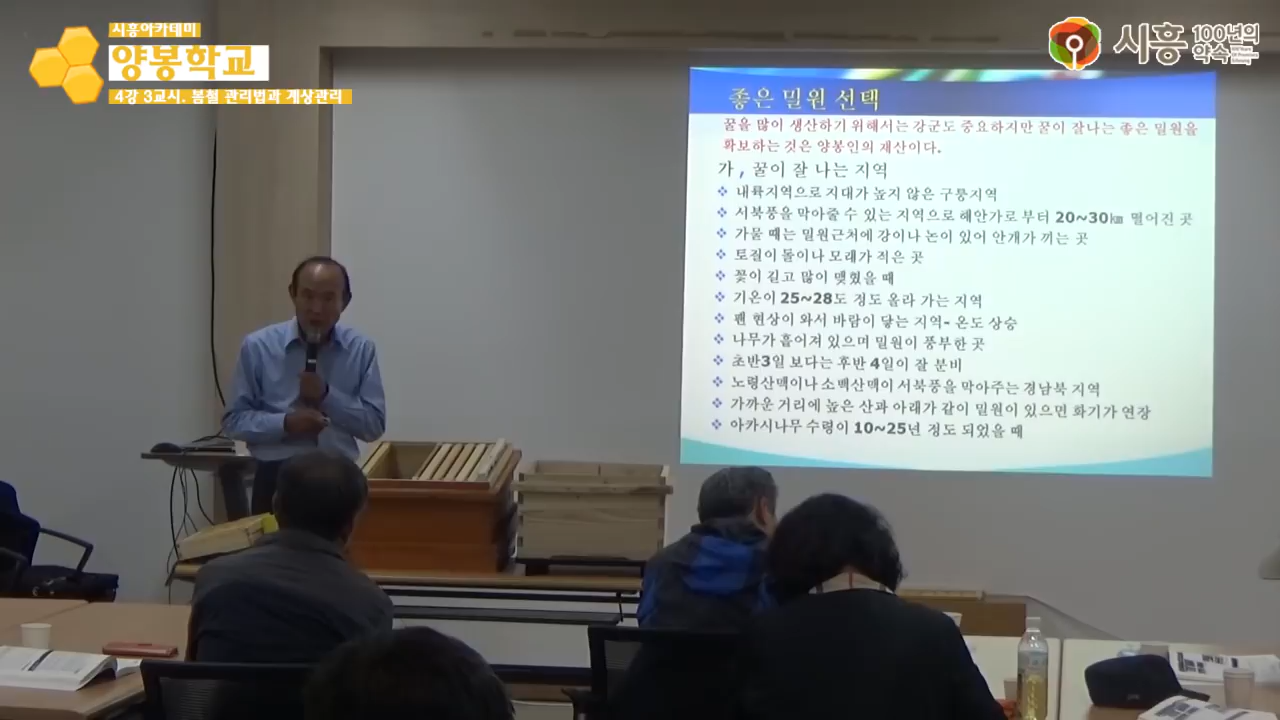 시흥아카데미
양봉학교
4강 3교시. 봄철 관리법과 계상관리
시흥 100년의 약속
좋은 밀원 선택
꿀을 많이 생산하기 위해서는 강군도 중요하지만 꿀이 잘나는 좋은 밀원을
확보하는 것은 양봉인의 재산이다.
가, 꿀이 잘 나는 지역
❖ 내륙지역으로 지대가 높지 않은 구릉지역
❖ 서북풍을 막아줄 수 있는 지역으로 해안가로 부터 20~30㎞ 떨어진 곳
❖ 가물 때는 밀원근처에 강이나 논이 있어 안개가 끼는 곳
❖ 토질이 돌이나 모래가 적은 곳
❖ 꽃이 길고 많이 맺혔을 때
❖ 기온이 25~28도 정도 올라 가는 지역
❖ 팬 현상이 와서 바람이 닿는 지역- 온도 상승
❖ 나무가 흩어져 있으며 밀원이 풍부한 곳
❖ 초반3일 보다는 후반 4일이 잘 분비
❖ 노령산맥이나 소백산맥이 서북풍을 막아주는 경남북 지역
❖ 가까운 거리에 높은 산과 아래가 같이 밀원이 있으면 화기가 연장
❖ 아카시나무 수령이 10~25년 정도 되었을 때